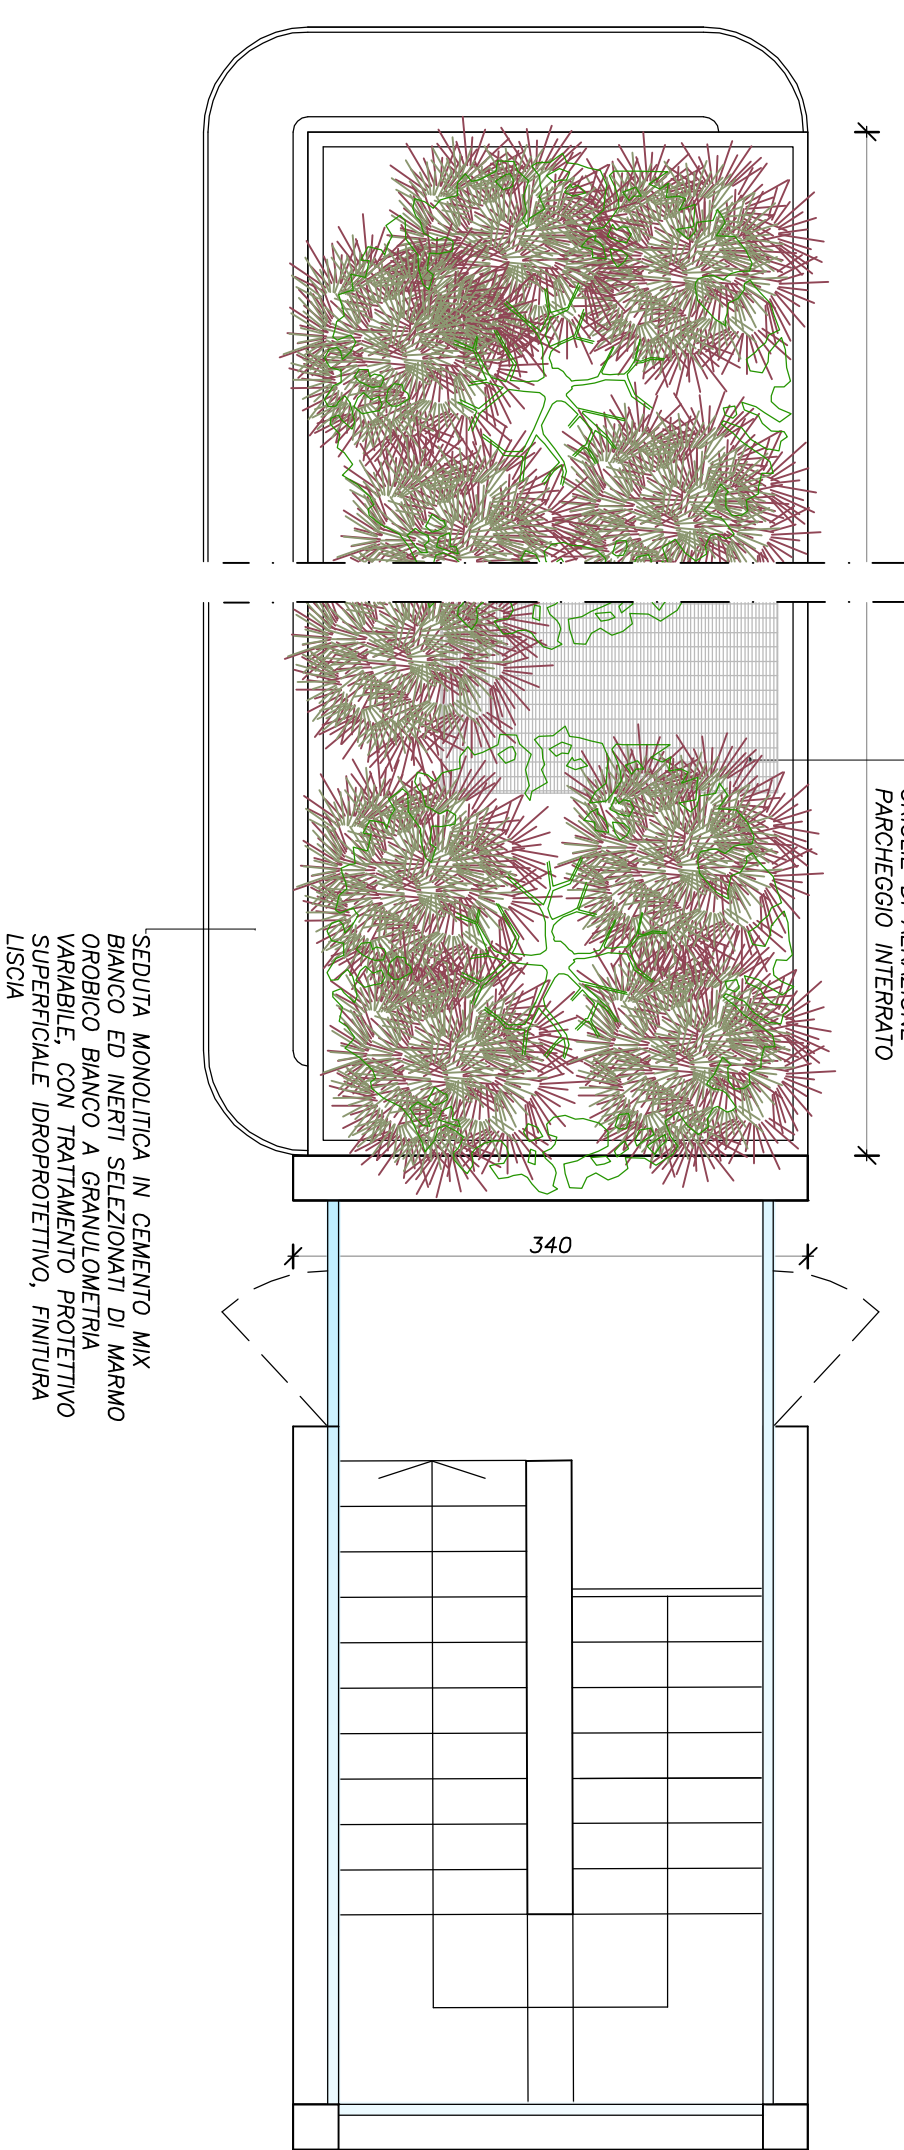 PARCHEGGIO INTERRATO
340
SEDUTA MONOLITICA IN CEMENTO MIX
BIANCO ED INERTI SELEZIONATI DI MARMO
OROBICO BIANCO A GRANULOMETRIA
VARIABILE, CON TRATTAMENTO PROTETTIVO
SUPERFICIALE IDROPROTETTIVO, FINITURA
LISCIA